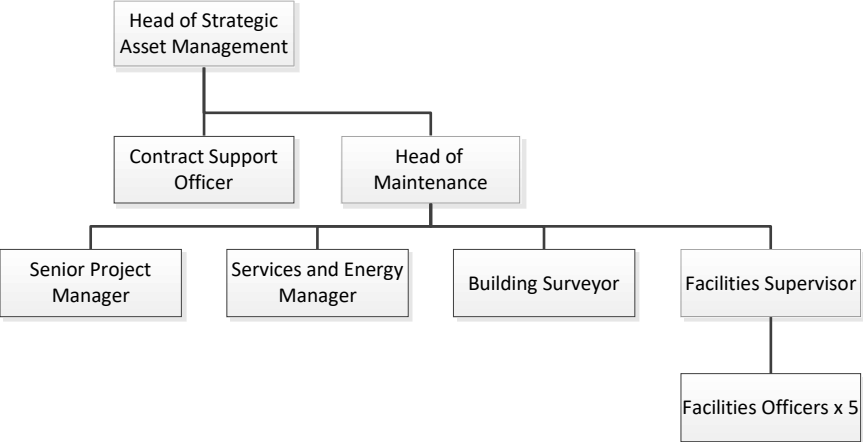 Head of Strategic
Asset Management
Contract Support
Officer
Head of
Maintenance
Senior Project
Manager
Services and Energy
Manager
Building Surveyor
Facilities Supervisor
Facilities Officers x 5